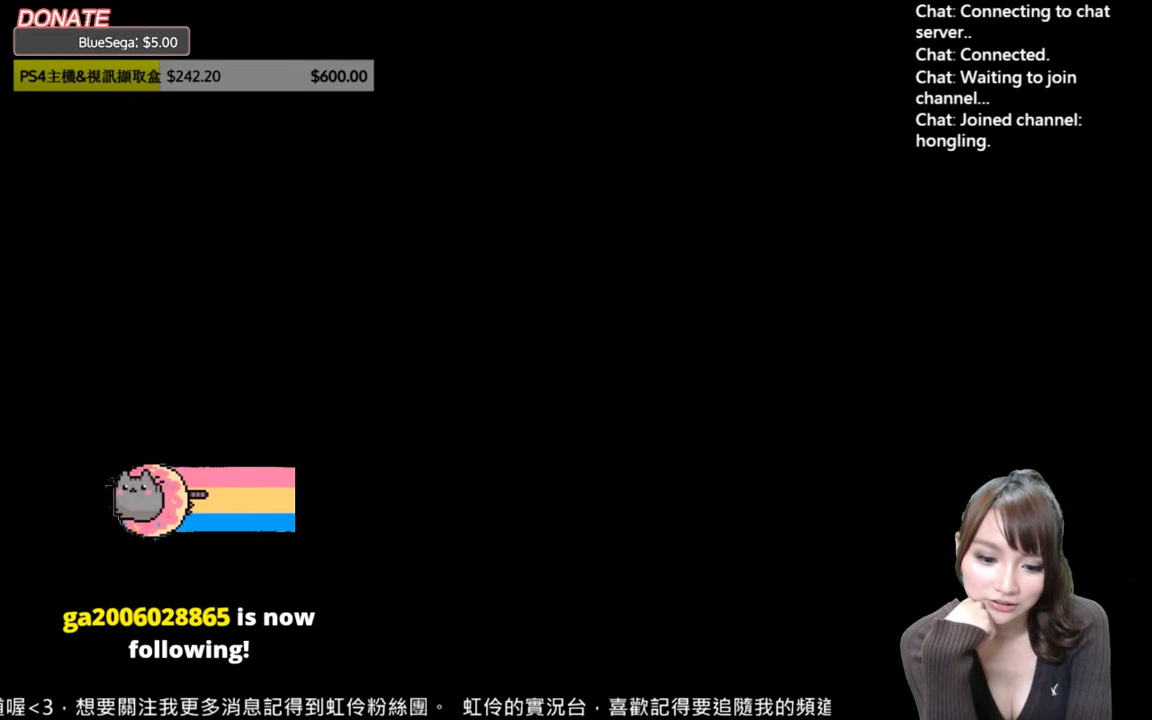 DONATE
BlueSega: $5.00
PS4主機&視訊擷取盒 $242.20 $600.00
Chat: Connecting to chat
server..
Chat: Connected.
Chat: Waiting to join
channel...
Chat: Joined channel:
hongling.
ga2006028865 is now
following!
喔<3，想要關注我更多消息記得到虹伶粉絲團。 虹伶的實況台，喜歡記得要追隨我的頻道